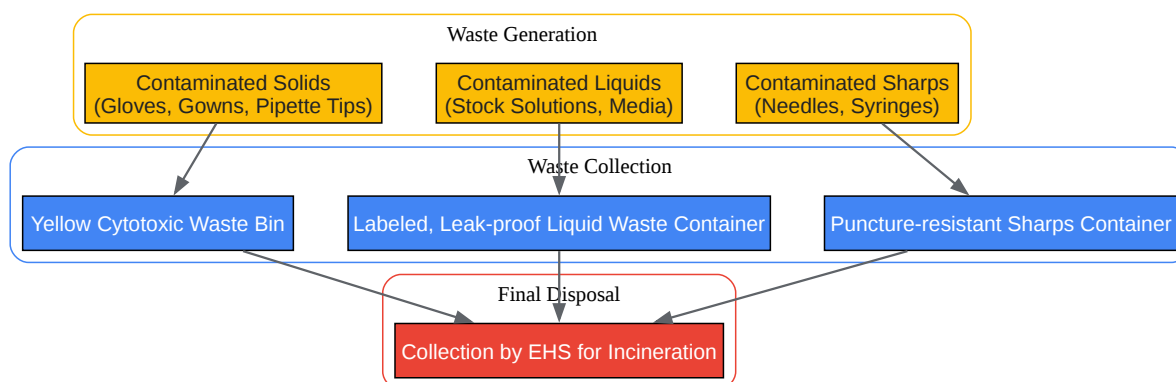 Waste Generation
Contaminated Solids
(Gloves, Gowns, Pipette Tips)
Contaminated Liquids
(Stock Solutions, Media)
Contaminated Sharps
(Needles, Syringes)
Waste Collection
Yellow Cytotoxic Waste Bin
Labeled, Leak-proof Liquid Waste Container
Puncture-resistant Sharps Container
Final Disposal
Collection by EHS for Incineration